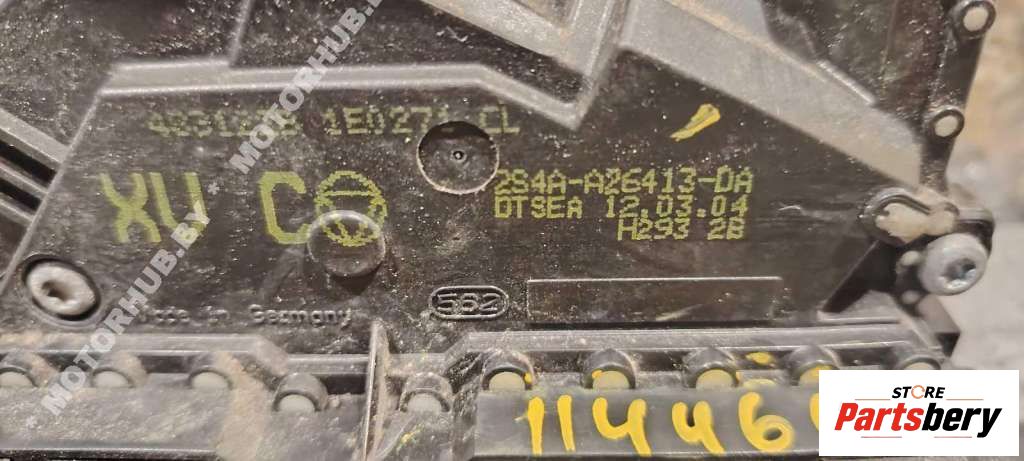 XV C
2S4A-A26413-DA
DTSEA 12.03.04
H293 2B
562
Made in Germany
MOTORHUB.BY
MOTORHUB.BY
STORE
Partsbery